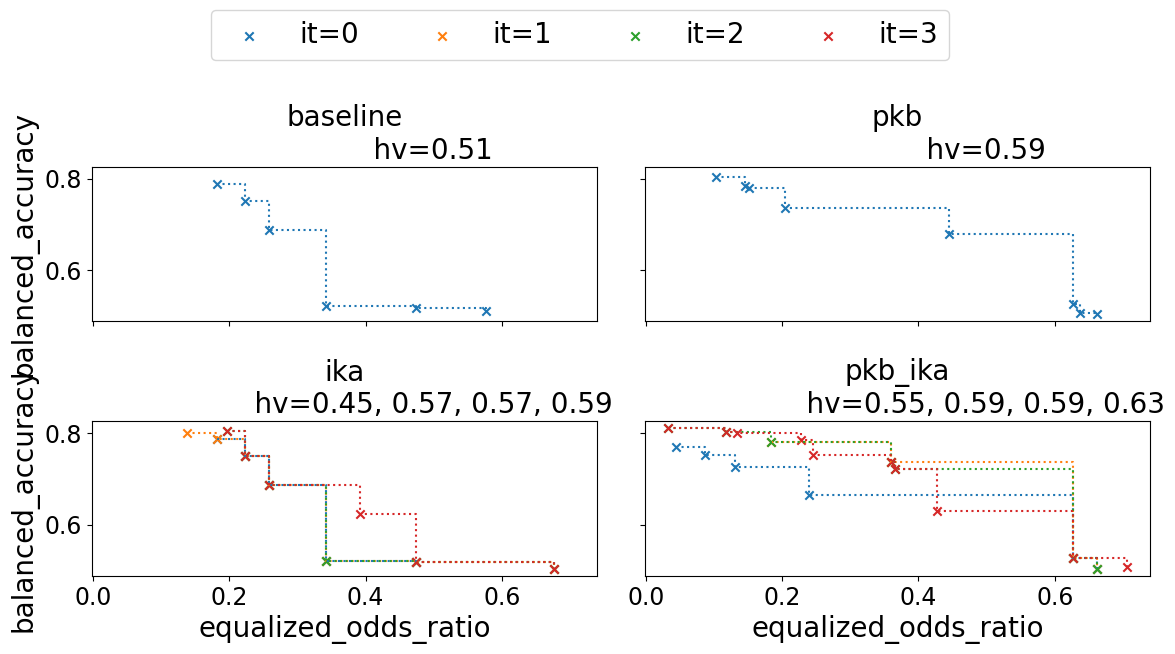 it=0 it=1 it=2 it=3
baseline
hv=0.51
pkb
hv=0.59
balanced_accuracy
0.8
0.6
ika
hv=0.45, 0.57, 0.57, 0.59
pkb_ika
hv=0.55, 0.59, 0.59, 0.63
balanced_accuracy
0.8
0.6
0.0 0.2 0.4 0.6
0.0 0.2 0.4 0.6
equalized_odds_ratio
equalized_odds_ratio